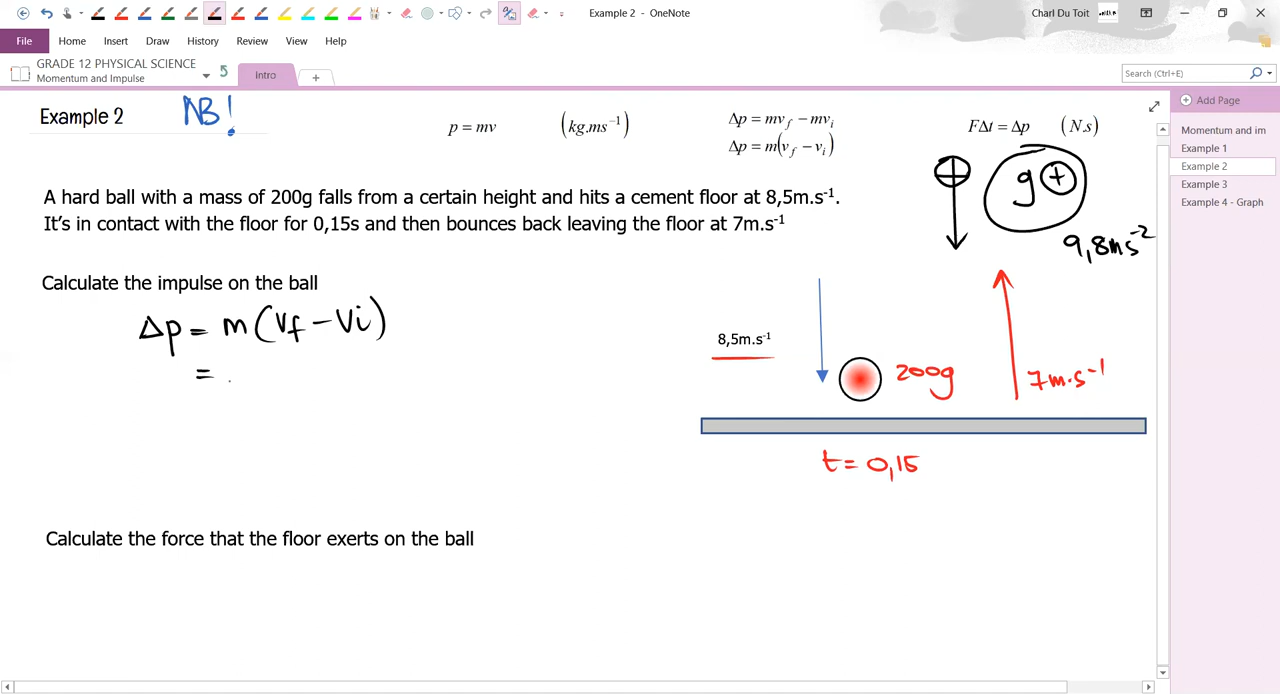 Example 2 - OneNote
Charl Du Toit
File Home Insert Draw History Review View Help
GRADE 12 PHYSICAL SCIENCE
Momentum and Impulse
Intro
+
Search (Ctrl+E)
Add Page
Momentum and im
Example 1
Example 2
Example 3
Example 4 - Graph
Example 2 NB!
p = mv (kg.ms⁻¹)
Δp = mv_f − mv_i
Δp = m(v_f − v_i)
FΔt = Δp (N.s)
g +
9,8ms⁻²
A hard ball with a mass of 200g falls from a certain height and hits a cement floor at 8,5m.s⁻¹.
It’s in contact with the floor for 0,15s and then bounces back leaving the floor at 7m.s⁻¹
Calculate the impulse on the ball
Δp = m(Vf − Vi)
=
8,5m.s⁻¹
200g
7m.s⁻¹
t = 0,15
Calculate the force that the floor exerts on the ball